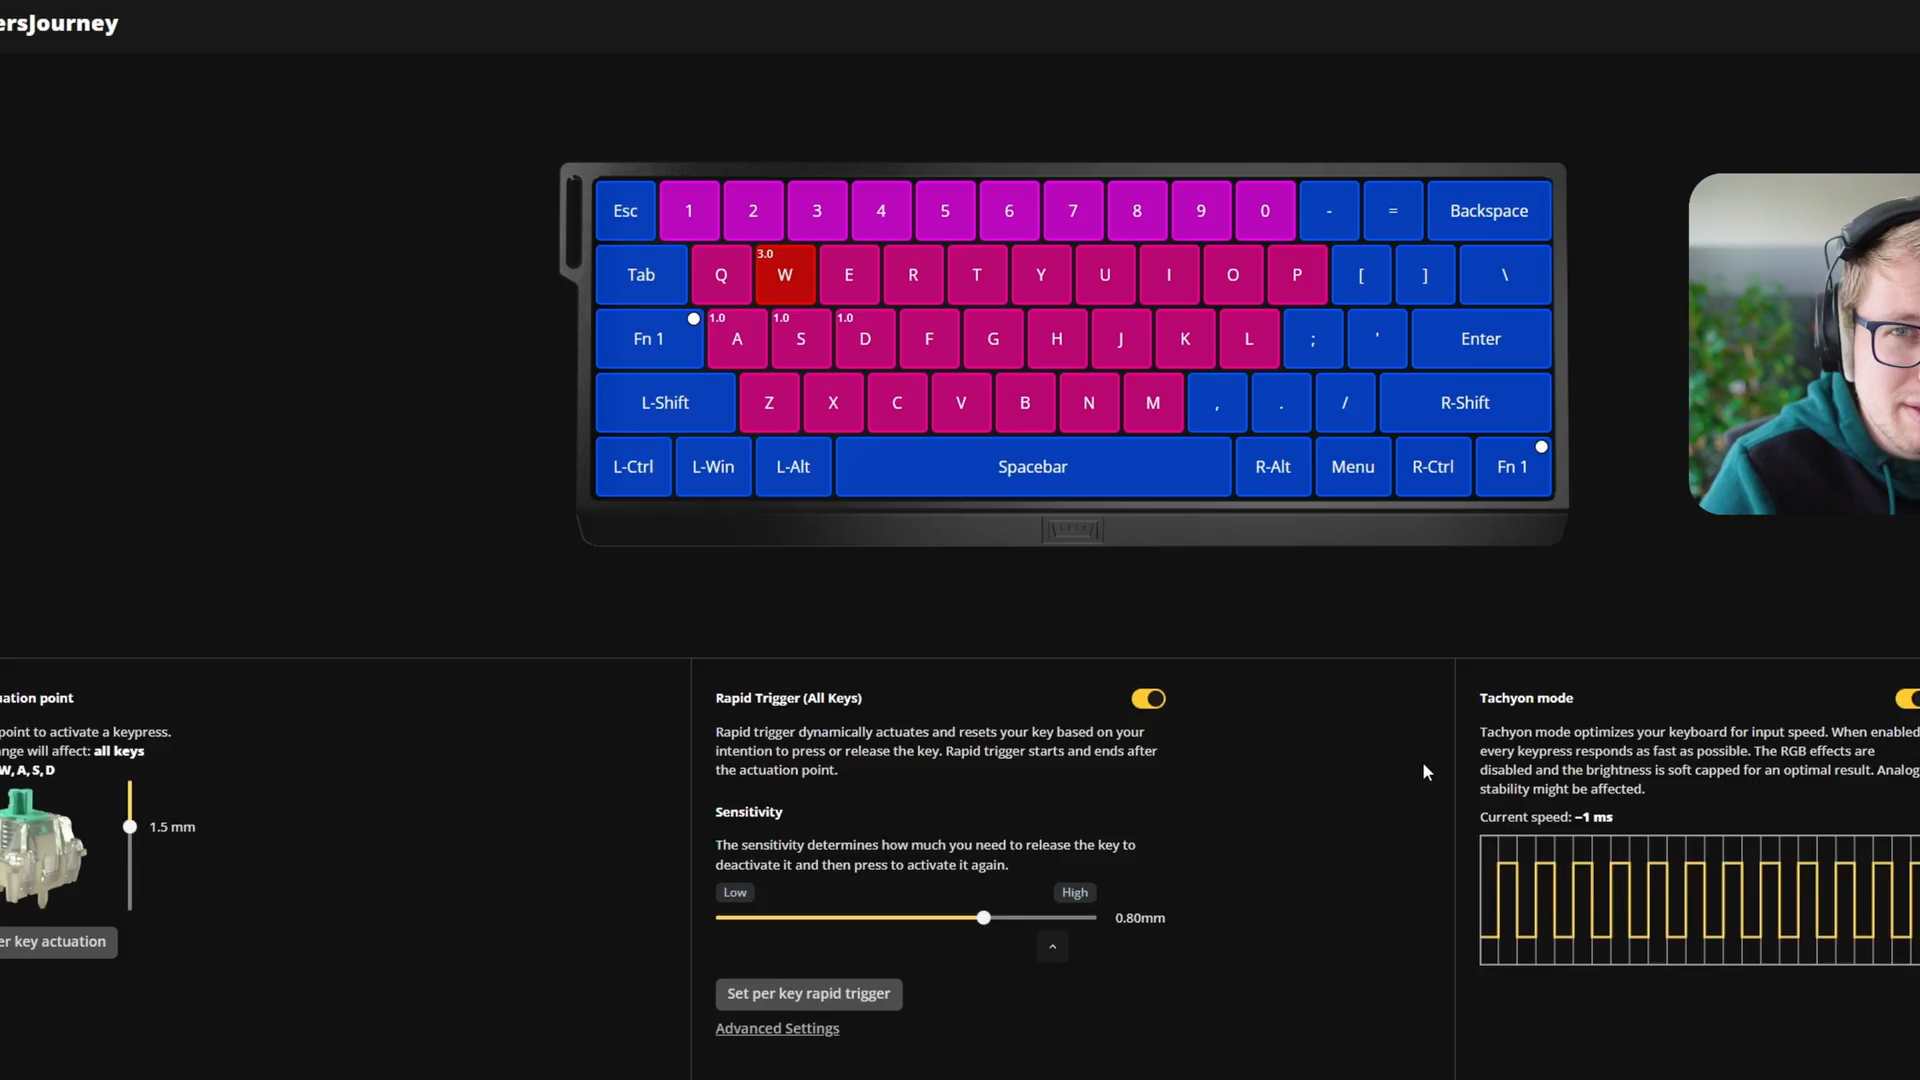 ersJourney
Esc 1 2 3 4 5 6 7 8 9 0 - = Backspace
Tab Q 3.0 W E R T Y U I O P [ ] \
Fn 1 1.0 A 1.0 S 1.0 D F G H J K L ; ' Enter
L-Shift Z X C V B N M , . / R-Shift
L-Ctrl L-Win L-Alt Spacebar R-Alt Menu R-Ctrl Fn 1
uation point
point to activate a keypress.
nge will affect: all keys
W, A, S, D
1.5 mm
er key actuation
Rapid Trigger (All Keys)
Rapid trigger dynamically actuates and resets your key based on your
intention to press or release the key. Rapid trigger starts and ends after
the actuation point.
Sensitivity
The sensitivity determines how much you need to release the key to
deactivate it and then press to activate it again.
Low High
0.80mm
Set per key rapid trigger
Advanced Settings
Tachyon mode
Tachyon mode optimizes your keyboard for input speed. When enabled
every keypress responds as fast as possible. The RGB effects are
disabled and the brightness is soft capped for an optimal result. Analog
stability might be affected.
Current speed: ~1 ms